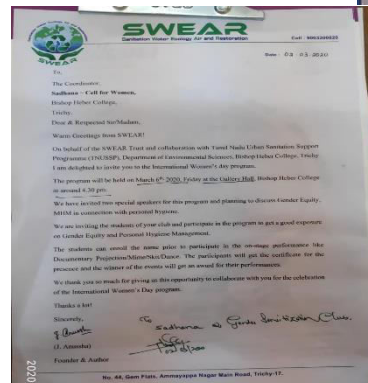 SWEAR
Sanitation Water Ecology Air and Restoration
SWEAR
Date : 02.03.2020
To,
The Coordinator,
Sadhana – Cell for Women,
Bishop Heber College,
Trichy.
Dear & Respected Sir/Madam,
Warm Greetings from SWEAR!
On behalf of the SWEAR Trust and collaboration with Tamil Nadu Urban Sanitation Support
Programme (TNUSSP), Department of Environmental Sciences, Bishop Heber College, Trichy
I am delighted to invite you to the International Women's day program.
The program will be held on March 6th 2020, Friday at the Gallery Hall, Bishop Heber College
at around 4.30 pm.
We have invited two special speakers for this program and planning to discuss Gender Equity,
MHM in connection with personal hygiene.
We are inviting the students of your club and participate in the program to get a good exposure
on Gender Equity and Personal Hygiene Management.
The students can enroll the name prior to participate in the on-stage performance like
Documentary Projection/Mime/Skit/Dance. The participants will get the certificate for the
presence and the winner of the events will get an award for their performances.
We thank you so much for giving us this opportunity to collaborate with you for the celebration
of the International Women's Day program.
Thanks a lot!
Sincerely,
To Sadhana
Founder & Author
No. 44, Gem Flats, Ammayappa Nagar Main Road, Trichy-17.
2020